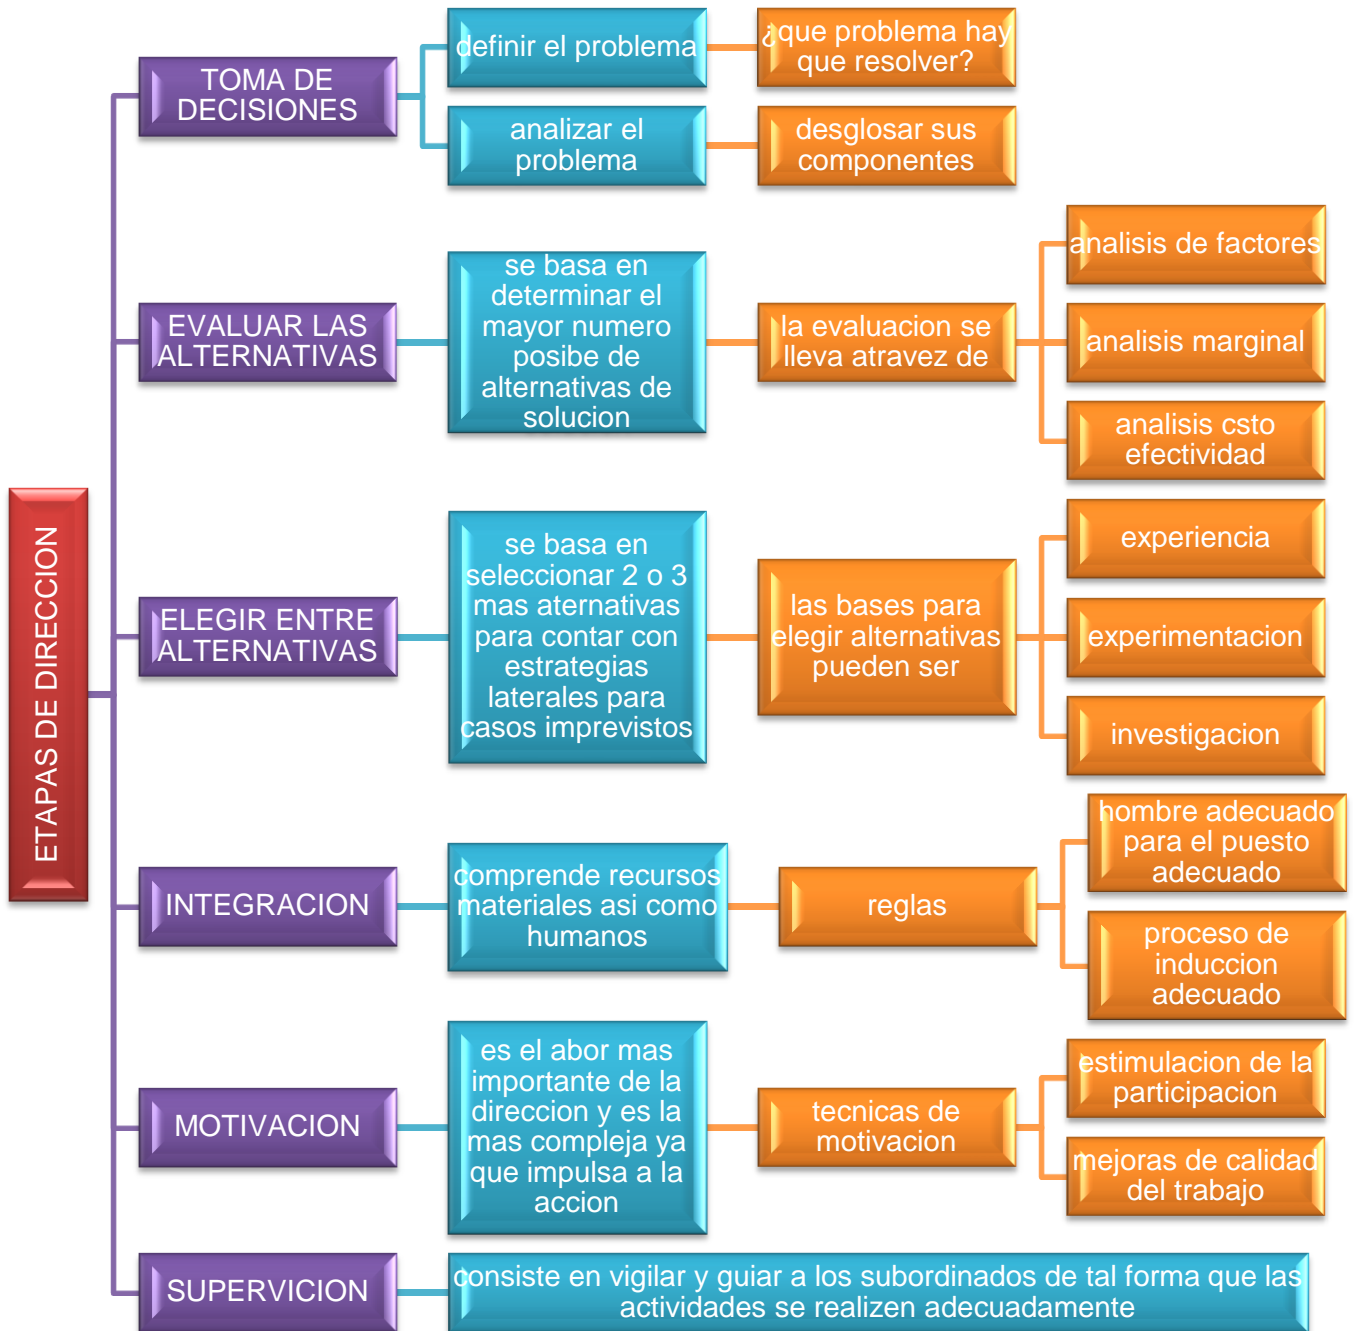 ETAPAS DE DIRECCION
TOMA DE
DECISIONES
definir el problema
¿que problema hay
que resolver?
analizar el
problema
desglosar sus
componentes
EVALUAR LAS
ALTERNATIVAS
se basa en
determinar el
mayor numero
posibe de
alternativas de
solucion
la evaluacion se
lleva atravez de
analisis de factores
analisis marginal
analisis csto
efectividad
ELEGIR ENTRE
ALTERNATIVAS
se basa en
seleccionar 2 o 3
mas aternativas
para contar con
estrategias
laterales para
casos imprevistos
las bases para
elegir alternativas
pueden ser
experiencia
experimentacion
investigacion
INTEGRACION
comprende recursos
materiales asi como
humanos
reglas
hombre adecuado
para el puesto
adecuado
proceso de
induccion
adecuado
MOTIVACION
es el abor mas
importante de la
direccion y es la
mas compleja ya
que impulsa a la
accion
tecnicas de
motivacion
estimulacion de la
participacion
mejoras de calidad
del trabajo
SUPERVICION
consiste en vigilar y guiar a los subordinados de tal forma que las
actividades se realizen adecuadamente